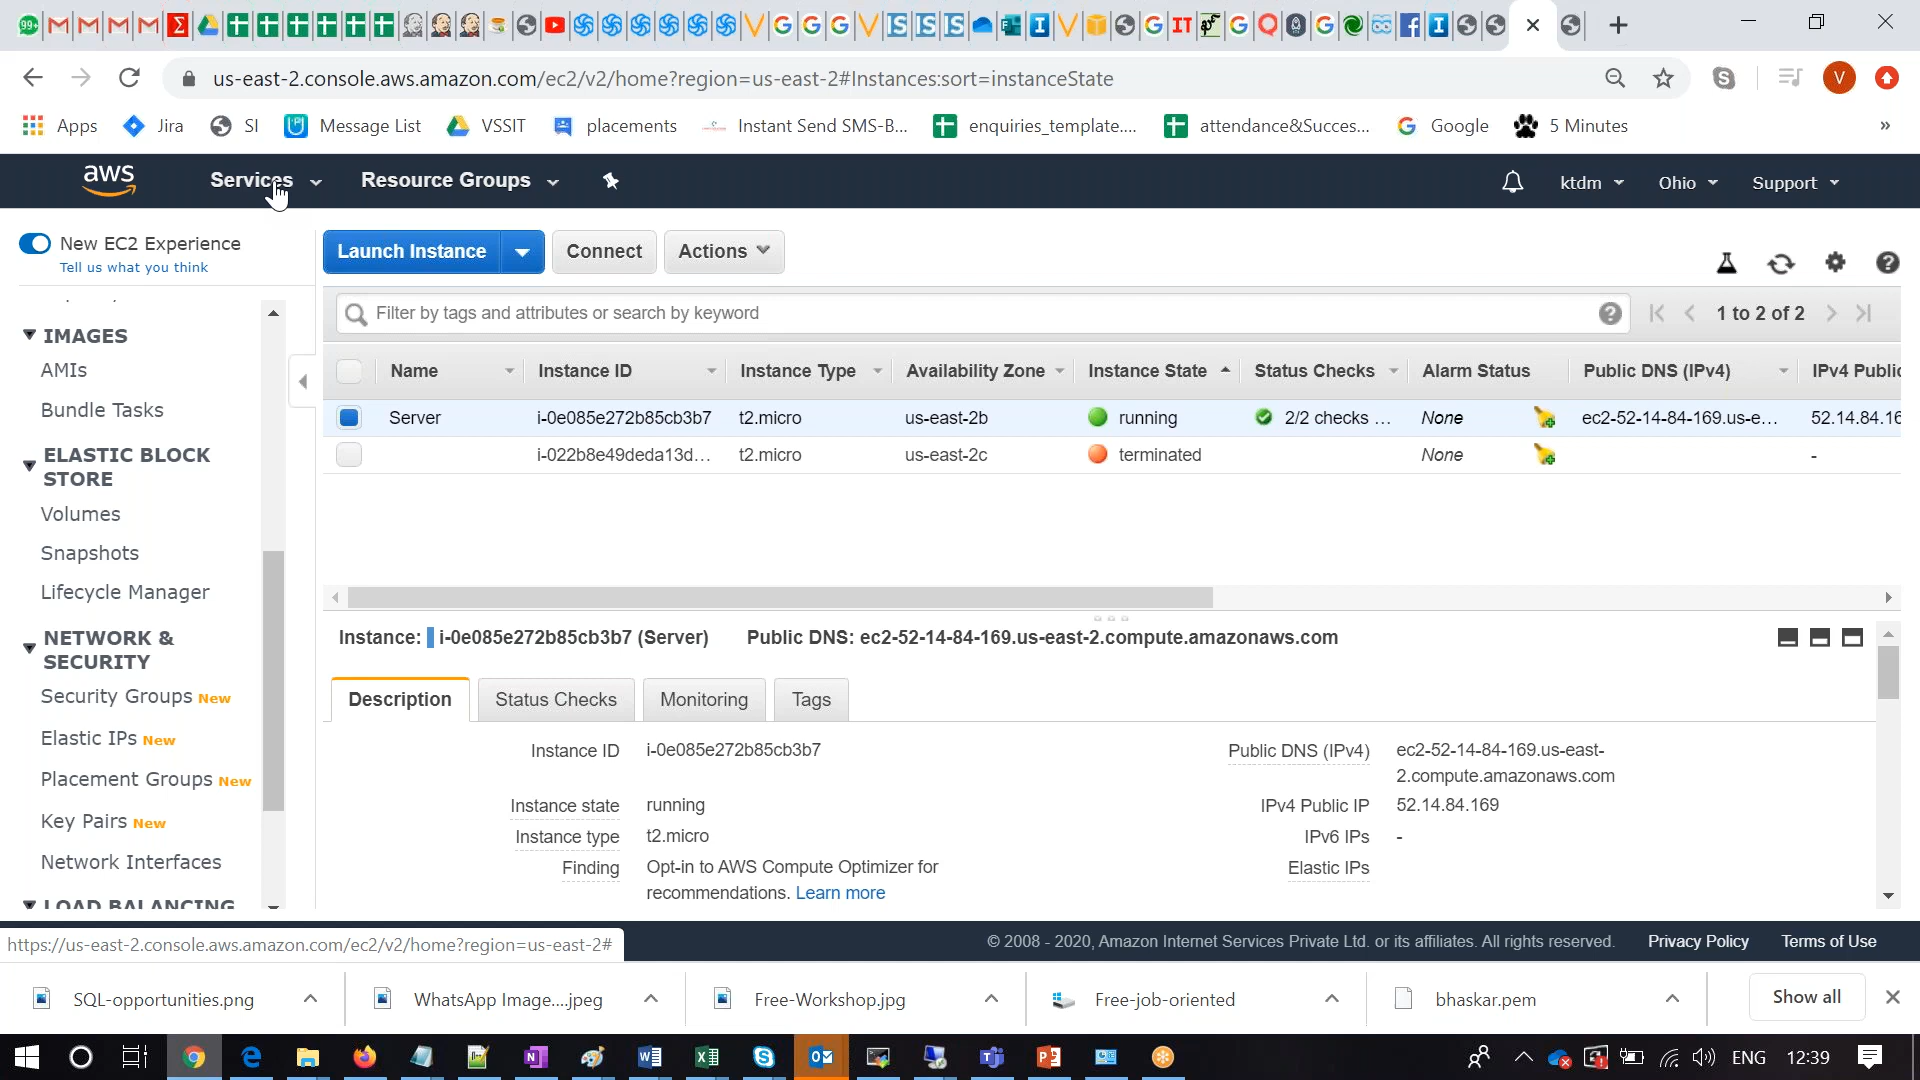 us-east-2.console.aws.amazon.com/ec2/v2/home?region=us-east-2#Instances:sort=instanceState
V
Apps
Jira
SI
Message List
VSSIT
placements
Instant Send SMS-B...
enquiries_template....
attendance&Succes...
Google
5 Minutes
»
aws
Services
Resource Groups
ktdm
Ohio
Support
New EC2 Experience
Tell us what you think
IMAGES
AMIs
Bundle Tasks
ELASTIC BLOCK
STORE
Volumes
Snapshots
Lifecycle Manager
NETWORK &
SECURITY
Security Groups New
Elastic IPs New
Placement Groups New
Key Pairs New
Network Interfaces
LOAD BALANCING
Launch Instance
Connect
Actions
Filter by tags and attributes or search by keyword
1 to 2 of 2
Name Instance ID Instance Type Availability Zone Instance State Status Checks Alarm Status Public DNS (IPv4) IPv4 Public
Server i-0e085e272b85cb3b7 t2.micro us-east-2b running 2/2 checks ... None ec2-52-14-84-169.us-e... 52.14.84.16
i-022b8e49deda13d... t2.micro us-east-2c terminated None -
Instance: i-0e085e272b85cb3b7 (Server) Public DNS: ec2-52-14-84-169.us-east-2.compute.amazonaws.com
Description
Status Checks
Monitoring
Tags
Instance ID i-0e085e272b85cb3b7
Instance state running
Instance type t2.micro
Finding Opt-in to AWS Compute Optimizer for
recommendations. Learn more
Public DNS (IPv4) ec2-52-14-84-169.us-east-
2.compute.amazonaws.com
IPv4 Public IP 52.14.84.169
IPv6 IPs -
Elastic IPs
https://us-east-2.console.aws.amazon.com/ec2/v2/home?region=us-east-2#
© 2008 - 2020, Amazon Internet Services Private Ltd. or its affiliates. All rights reserved.
Privacy Policy
Terms of Use
SQL-opportunities.png
WhatsApp Image....jpeg
Free-Workshop.jpg
Free-job-oriented
bhaskar.pem
Show all
ENG
12:39